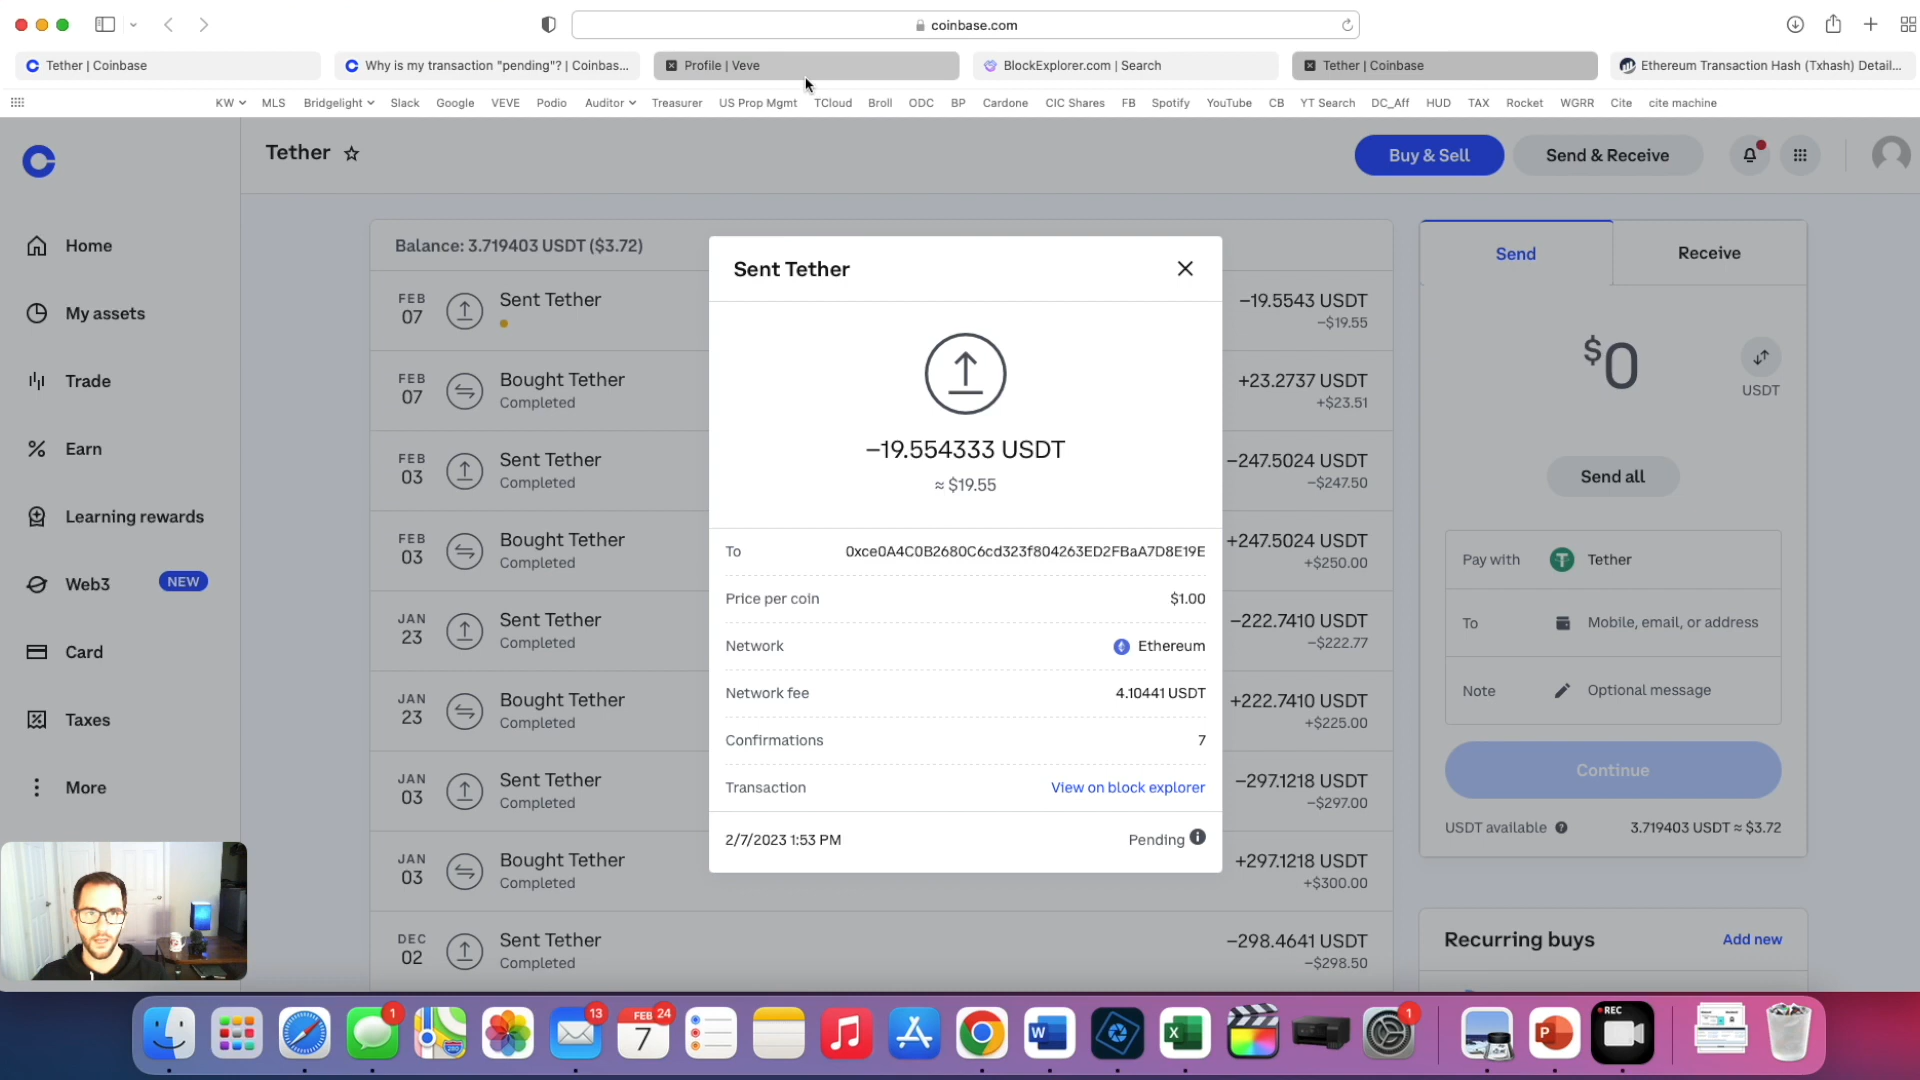 coinbase.com
Tether | Coinbase
Why is my transaction "pending"? | Coinbas...
Profile | Veve
BlockExplorer.com | Search
Tether | Coinbase
Ethereum Transaction Hash (Txhash) Detail...
KW
MLS
Bridgelight
Slack
Google
VEVE
Podio
Auditor
Treasurer
US Prop Mgmt
TCloud
Broll
ODC
BP
Cardone
CIC Shares
FB
Spotify
YouTube
CB
YT Search
DC_Aff
HUD
TAX
Rocket
WGRR
Cite
cite machine
Tether
Buy & Sell
Send & Receive
Home
My assets
Trade
Earn
Learning rewards
Web3
NEW
Card
Taxes
More
Balance: 3.719403 USDT ($3.72)
FEB
07
Sent Tether
−19.5543 USDT
−$19.55
FEB
07
Bought Tether
Completed
+23.2737 USDT
+$23.51
FEB
03
Sent Tether
Completed
−247.5024 USDT
−$247.50
FEB
03
Bought Tether
Completed
+247.5024 USDT
+$250.00
JAN
23
Sent Tether
Completed
−222.7410 USDT
−$222.77
JAN
23
Bought Tether
Completed
+222.7410 USDT
+$225.00
JAN
03
Sent Tether
Completed
−297.1218 USDT
−$297.00
JAN
03
Bought Tether
Completed
+297.1218 USDT
+$300.00
DEC
02
Sent Tether
Completed
−298.4641 USDT
−$298.50
Sent Tether
−19.554333 USDT
≈ $19.55
To
0xce0A4C0B2680C6cd323f804263ED2FBaA7D8E19E
Price per coin
$1.00
Network
Ethereum
Network fee
4.10441 USDT
Confirmations
7
Transaction
View on block explorer
2/7/2023 1:53 PM
Pending
Send
Receive
$0
USDT
Send all
Pay with
Tether
To
Mobile, email, or address
Note
Optional message
Continue
USDT available
3.719403 USDT ≈ $3.72
Recurring buys
Add new
1
13
FEB
24
7
1
REC